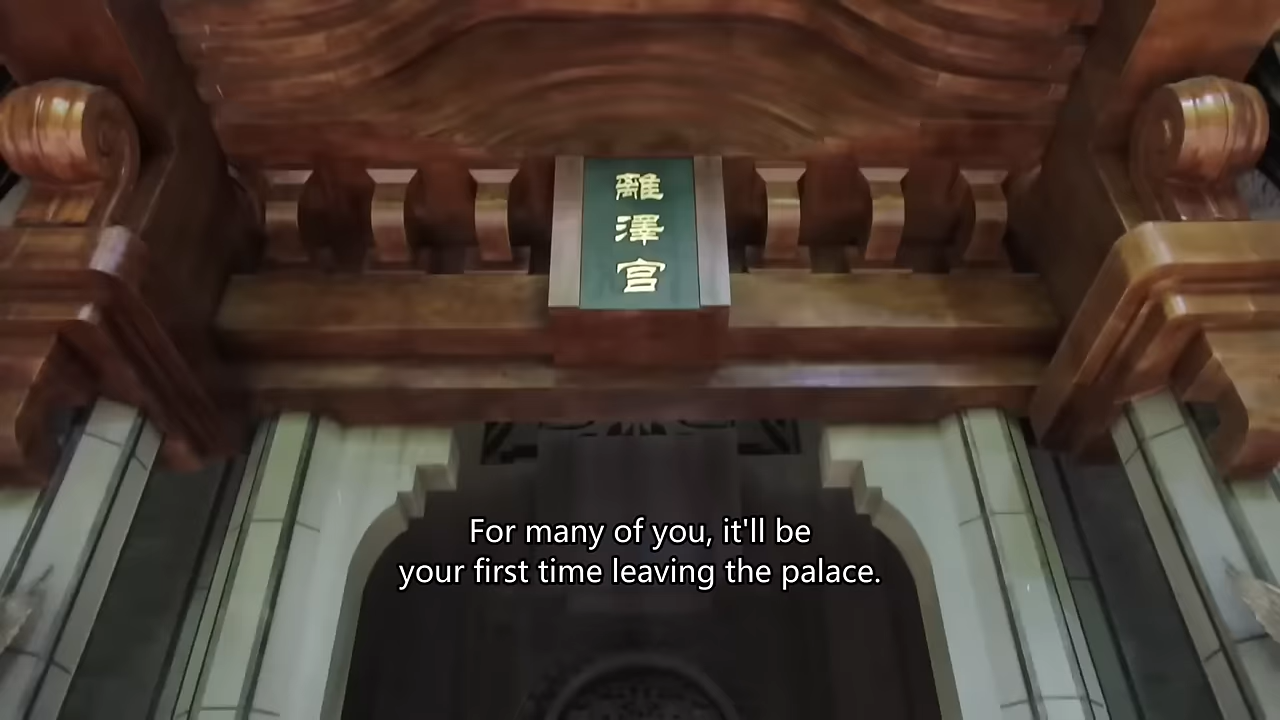 離澤宮
For many of you, it'll be
your first time leaving the palace.